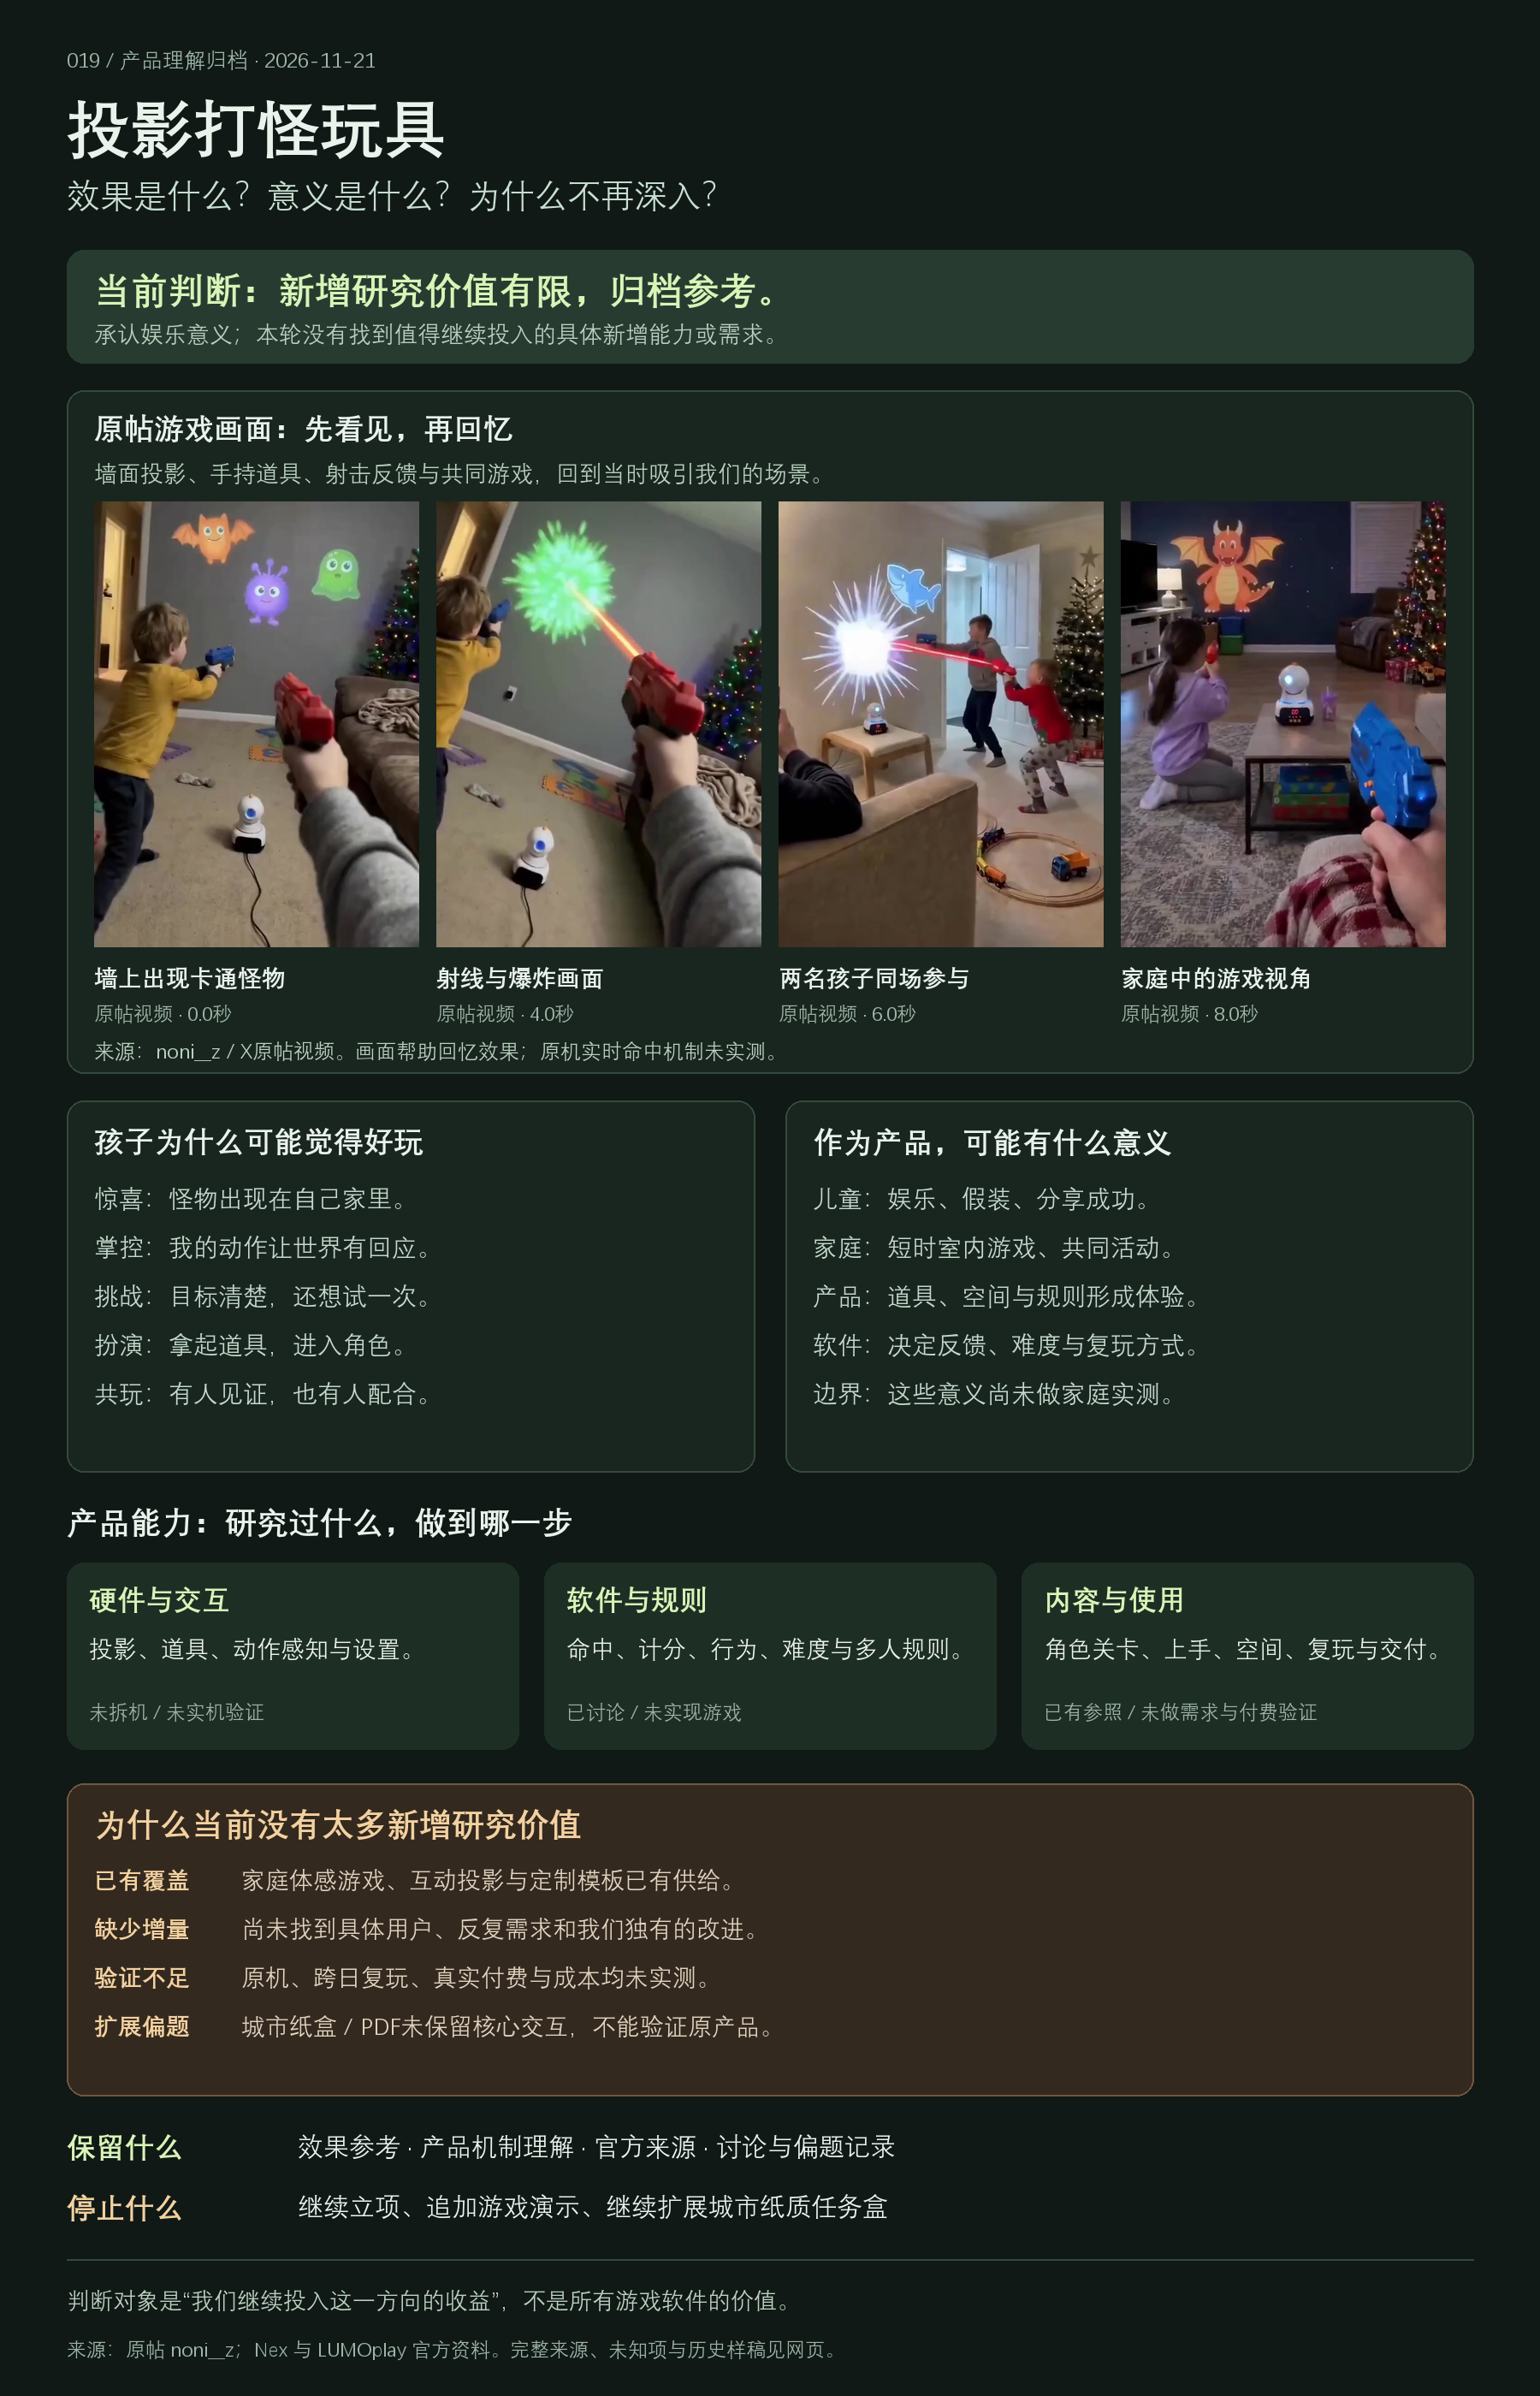 019 / 产品理解归档 · 2026-11-21
投影打怪玩具
效果是什么？意义是什么？为什么不再深入？
当前判断：新增研究价值有限，归档参考。
承认娱乐意义；本轮没有找到值得继续投入的具体新增能力或需求。
原帖游戏画面：先看见，再回忆
墙面投影、手持道具、射击反馈与共同游戏，回到当时吸引我们的场景。
墙上出现卡通怪物
原帖视频 · 0.0秒
射线与爆炸画面
原帖视频 · 4.0秒
两名孩子同场参与
原帖视频 · 6.0秒
家庭中的游戏视角
原帖视频 · 8.0秒
来源：noni__z / X原帖视频。画面帮助回忆效果；原机实时命中机制未实测。
孩子为什么可能觉得好玩
惊喜：怪物出现在自己家里。
掌控：我的动作让世界有回应。
挑战：目标清楚，还想试一次。
扮演：拿起道具，进入角色。
共玩：有人见证，也有人配合。
作为产品，可能有什么意义
儿童：娱乐、假装、分享成功。
家庭：短时室内游戏、共同活动。
产品：道具、空间与规则形成体验。
软件：决定反馈、难度与复玩方式。
边界：这些意义尚未做家庭实测。
产品能力：研究过什么，做到哪一步
硬件与交互
投影、道具、动作感知与设置。
未拆机 / 未实机验证
软件与规则
命中、计分、行为、难度与多人规则。
已讨论 / 未实现游戏
内容与使用
角色关卡、上手、空间、复玩与交付。
已有参照 / 未做需求与付费验证
为什么当前没有太多新增研究价值
已有覆盖 家庭体感游戏、互动投影与定制模板已有供给。
缺少增量 尚未找到具体用户、反复需求和我们独有的改进。
验证不足 原机、跨日复玩、真实付费与成本均未实测。
扩展偏题 城市纸盒 / PDF未保留核心交互，不能验证原产品。
保留什么 效果参考 · 产品机制理解 · 官方来源 · 讨论与偏题记录
停止什么 继续立项、追加游戏演示、继续扩展城市纸质任务盒
判断对象是“我们继续投入这一方向的收益”，不是所有游戏软件的价值。
来源：原帖 noni__z；Nex 与 LUMOplay 官方资料。完整来源、未知项与历史样稿见网页。